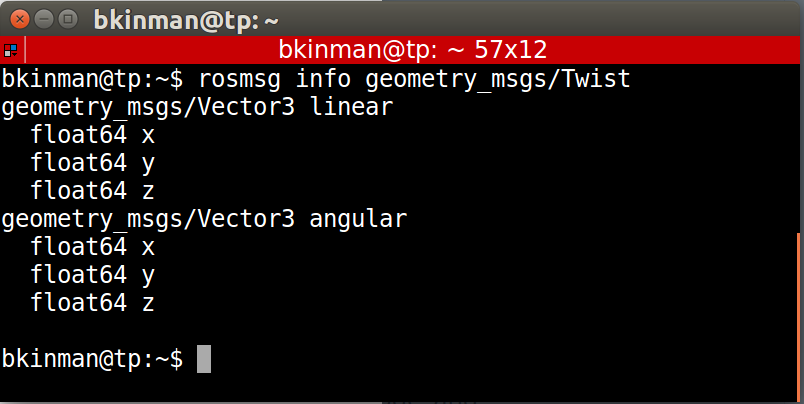 bkinman@tp: ~
bkinman@tp: ~ 57x12
bkinman@tp:~$ rosmsg info geometry_msgs/Twist
geometry_msgs/Vector3 linear
  float64 x
  float64 y
  float64 z
geometry_msgs/Vector3 angular
  float64 x
  float64 y
  float64 z
bkinman@tp:~$